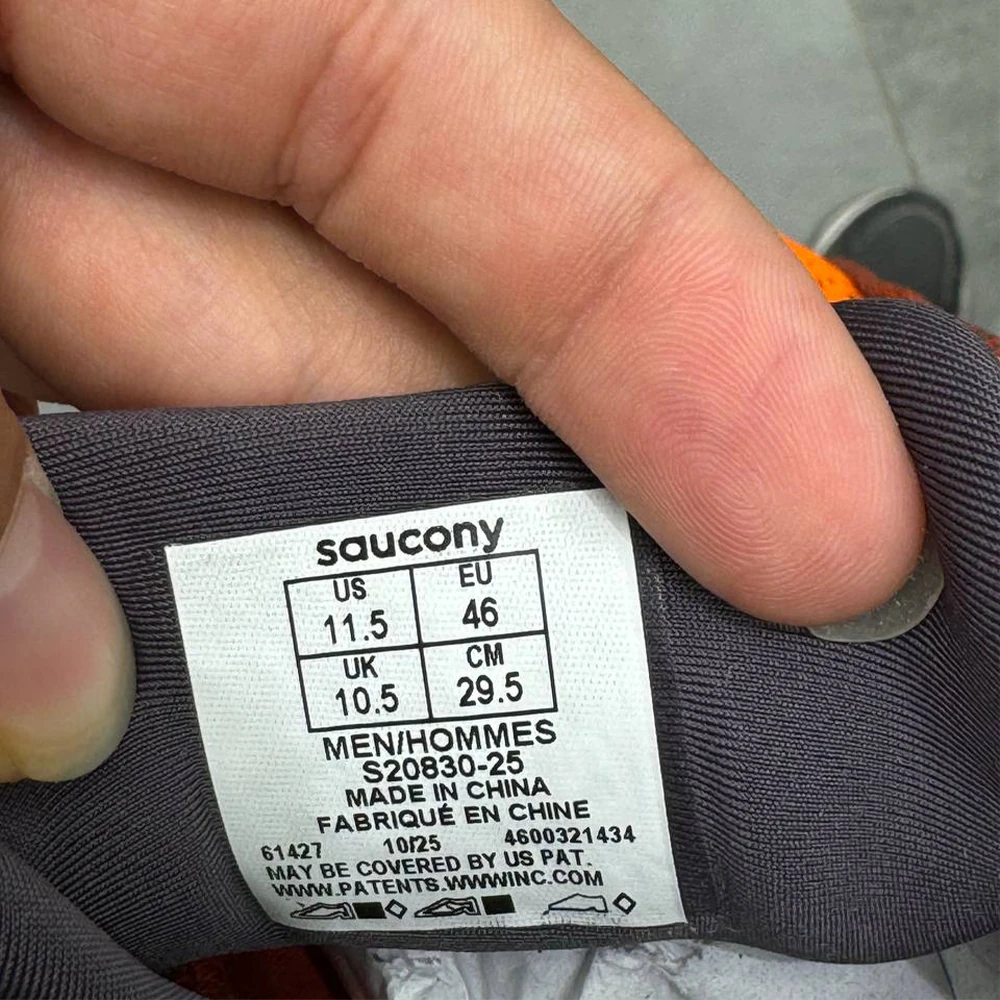 saucony
US EU
11.5 46
UK CM
10.5 29.5
MEN/HOMMES
S20830-25
MADE IN CHINA
FABRIQUÉ EN CHINE
61427 10/25 4600321434
MAY BE COVERED BY US PAT.
WWW.PATENTS.WWWINC.COM